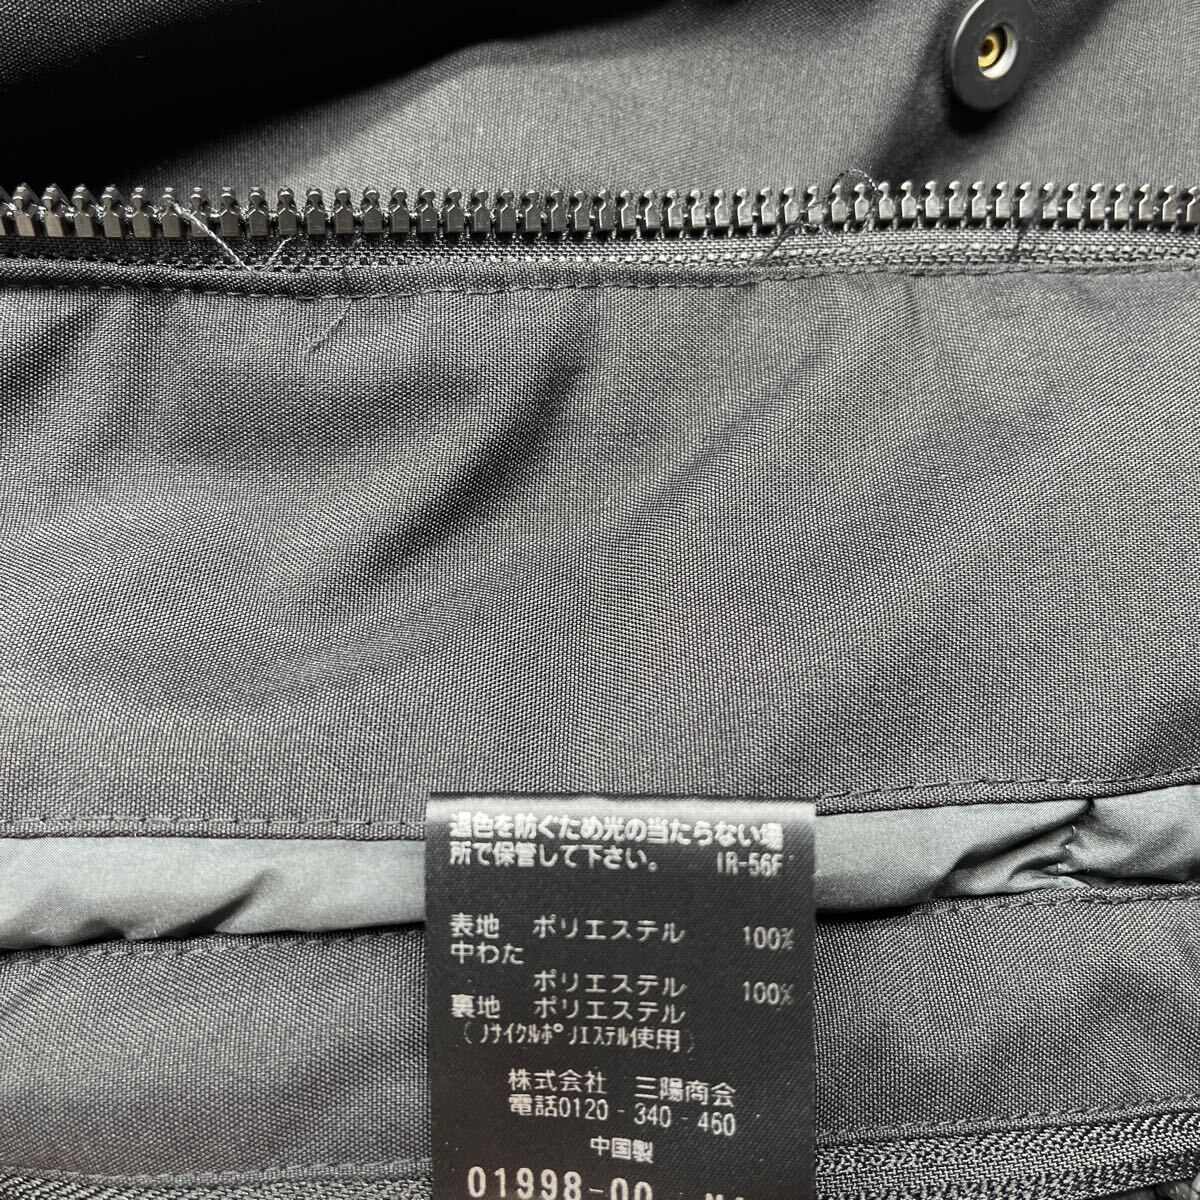 退色を防ぐため光の当たらない場
所で保管して下さい。 IR-56F
表地 ポリエステル 100%
中わた
ポリエステル 100%
裏地 ポリエステル
(リサイクルポリエステル使用)
株式会社 三陽商会
電話0120-340-460
中国製
01998-00